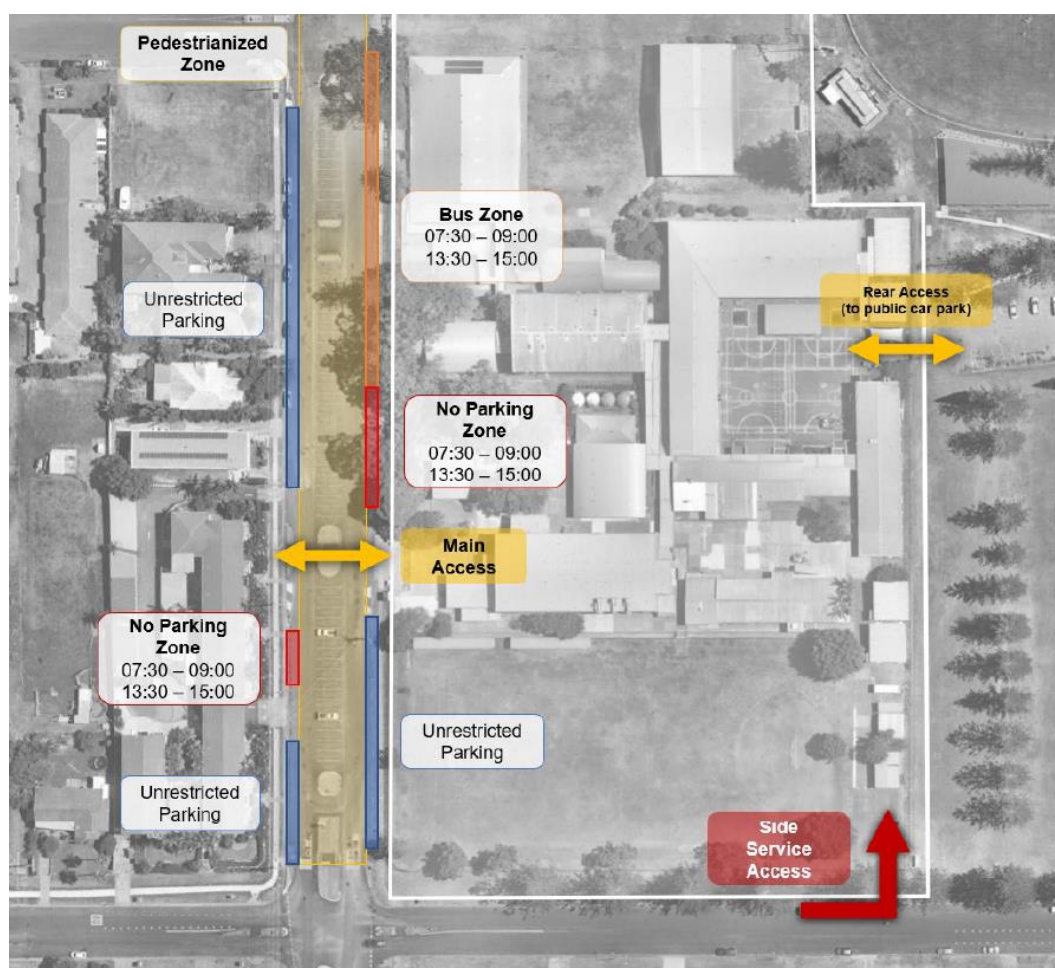 Pedestrianized
Zone
Bus Zone
07:30 – 09:00
13:30 – 15:00
Unrestricted
Parking
Rear Access
(to public car park)
No Parking
Zone
07:30 – 09:00
13:30 – 15:00
Main
Access
No Parking
Zone
07:30 – 09:00
13:30 – 15:00
Unrestricted
Parking
Unrestricted
Parking
Side
Service
Access